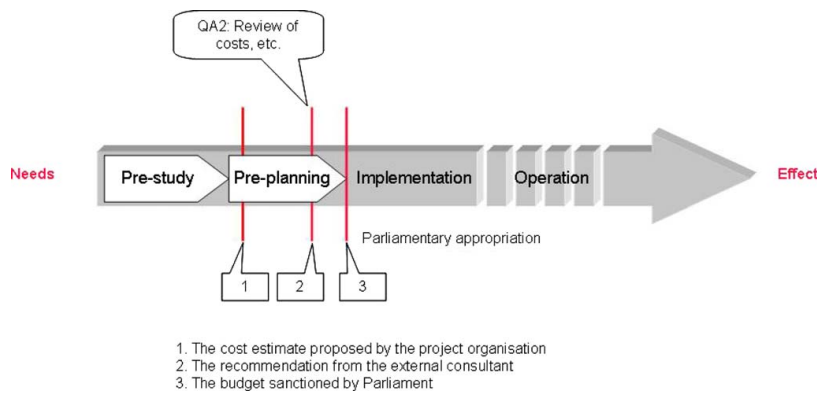 QA2: Review of
costs, etc.
Needs
Pre-study
Pre-planning
Implementation
Operation
Effect
Parliamentary appropriation
1
2
3
1. The cost estimate proposed by the project organisation
2. The recommendation from the external consultant
3. The budget sanctioned by Parliament